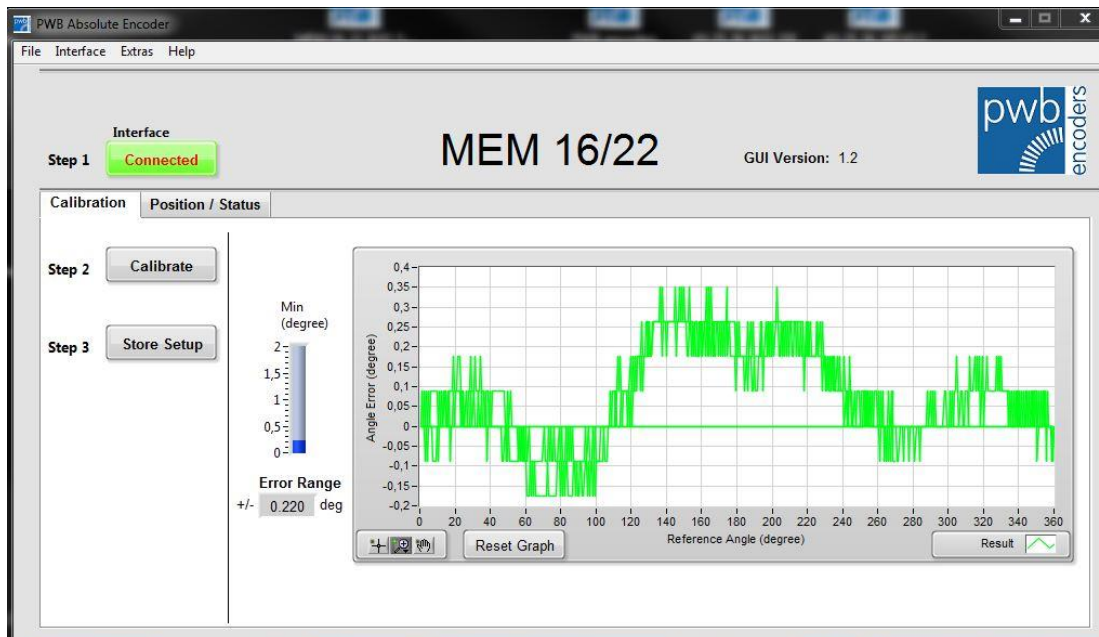 PWB Absolute Encoder
File Interface Extras Help
pwb
encoders
Interface
Step 1 Connected
MEM 16/22
GUI Version: 1.2
Calibration Position / Status
Step 2 Calibrate
Step 3 Store Setup
Min
(degree)
2
1,5
1
0,5
0
Error Range
+/- 0.220 deg
Angle Error (degree)
0,4
0,35
0,3
0,25
0,2
0,15
0,1
0,05
0
-0,05
-0,1
-0,15
-0,2
0 20 40 60 80 100 120 140 160 180 200 220 240 260 280 300 320 340 360
Reference Angle (degree)
Reset Graph
Result